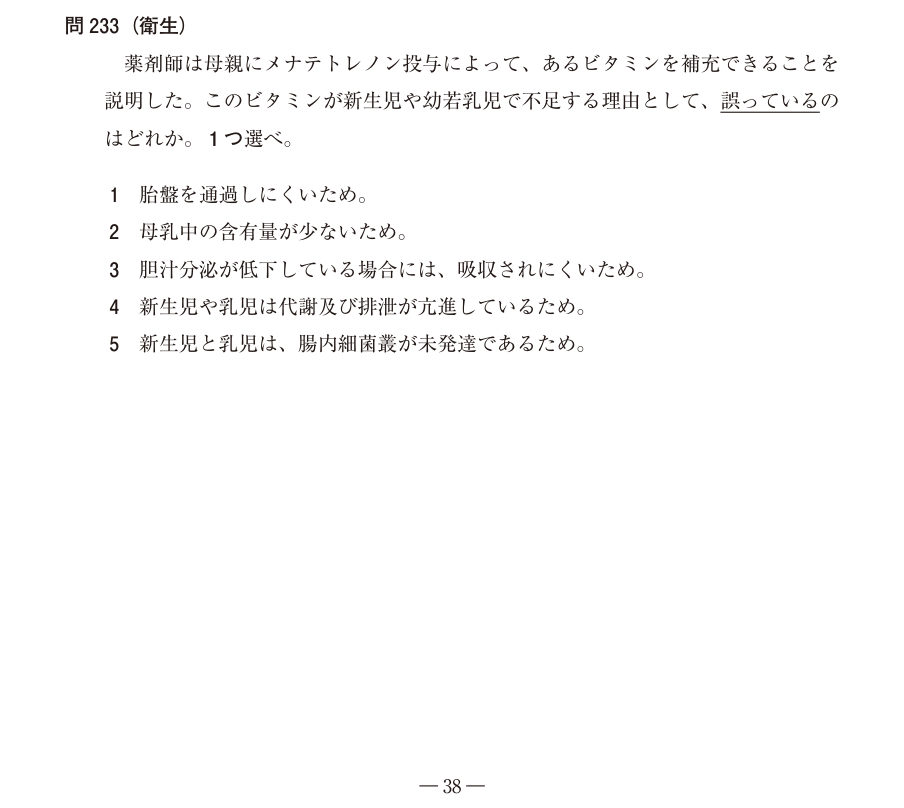 問 233（衛生）
薬剤師は母親にメナテトレノン投与によって、あるビタミンを補充できることを
説明した。このビタミンが新生児や幼若乳児で不足する理由として、誤っているの
はどれか。1つ選べ。
1 胎盤を通過しにくいため。
2 母乳中の含有量が少ないため。
3 胆汁分泌が低下している場合には、吸収されにくいため。
4 新生児や乳児は代謝及び排泄が亢進しているため。
5 新生児と乳児は、腸内細菌叢が未発達であるため。
— 38 —